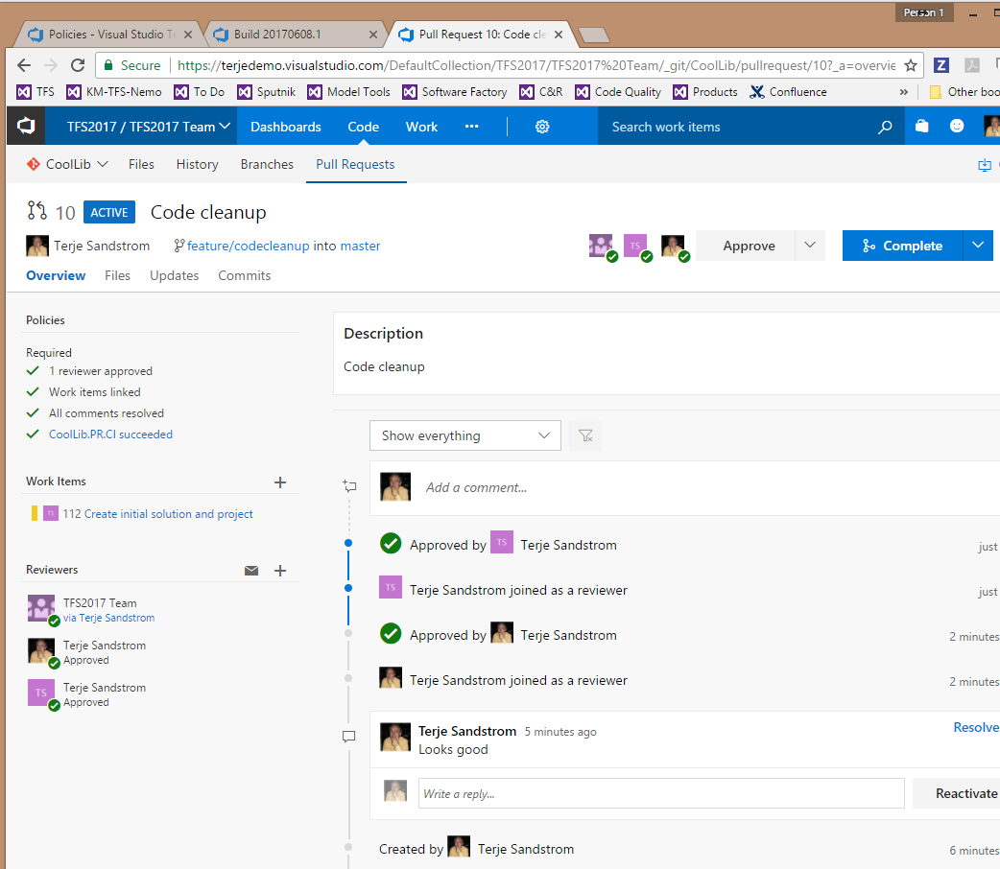 Person 1
Policies - Visual Studio Te
Build 20170608.1
Pull Request 10: Code cle
Secure
https://terjedemo.visualstudio.com/DefaultCollection/TFS2017/TFS2017%20Team/_git/CoolLib/pullrequest/10?_a=overvie
Z
TFS
KM-TFS-Nemo
To Do
Sputnik
Model Tools
Software Factory
C&R
Code Quality
Products
Confluence
»
Other boo
TFS2017 / TFS2017 Team
Dashboards
Code
Work
Search work items
CoolLib
Files
History
Branches
Pull Requests
10
ACTIVE
Code cleanup
Terje Sandstrom
feature/codecleanup into master
TS
Approve
Complete
Overview
Files
Updates
Commits
Policies
Required
1 reviewer approved
Work items linked
All comments resolved
CoolLib.PR.CI succeeded
Work Items
TS
112 Create initial solution and project
Reviewers
TFS2017 Team
via Terje Sandstrom
Terje Sandstrom
Approved
TS
Terje Sandstrom
Approved
Description
Code cleanup
Show everything
Add a comment...
Approved by TS Terje Sandstrom
just
TS Terje Sandstrom joined as a reviewer
just
Approved by Terje Sandstrom
2 minutes
Terje Sandstrom joined as a reviewer
2 minutes
Terje Sandstrom 5 minutes ago
Resolve
Looks good
Write a reply...
Reactivate
Created by Terje Sandstrom
6 minutes